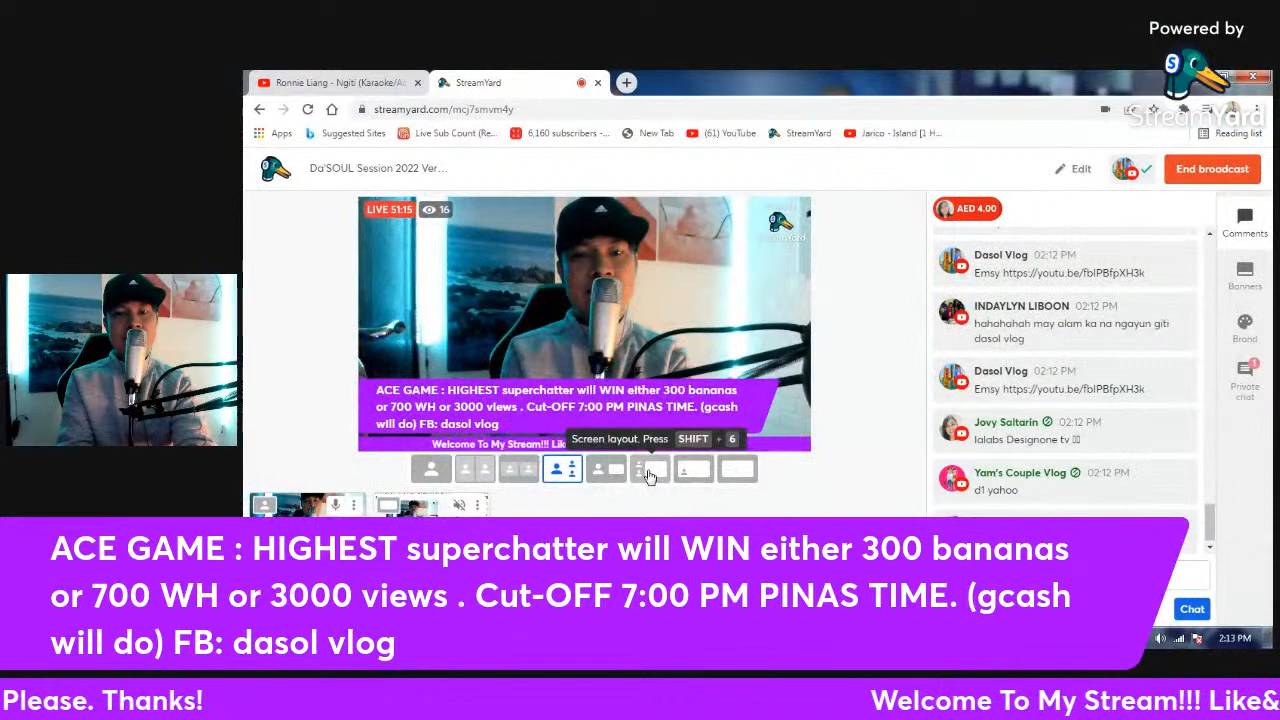 Powered by
StreamYard
Ronnie Liang - Ngiti (Karaoke/Ac
StreamYard
streamyard.com/mcj7smvm4y
Apps
Suggested Sites
Live Sub Count (Re...
6,160 subscribers -...
New Tab
(61) YouTube
StreamYard
Jarico - Island [1 H...
Reading list
Da'SOUL Session 2022 Ver...
Edit
End broadcast
LIVE 51:15
16
AED 4.00
Comments
Dasol Vlog 02:12 PM
Emsy https://youtu.be/fblPBfpXH3k
Banners
INDAYLYN LIBOON 02:12 PM
hahahahah may alam ka na ngayun giti
dasol vlog
Brand
Dasol Vlog 02:12 PM
Emsy https://youtu.be/fblPBfpXH3k
Private
chat
1
Jovy Saltarin 02:12 PM
lalabs Designone tv
Yam's Couple Vlog 02:12 PM
d1 yahoo
ACE GAME : HIGHEST superchatter will WIN either 300 bananas
or 700 WH or 3000 views . Cut-OFF 7:00 PM PINAS TIME. (gcash
will do) FB: dasol vlog
Welcome To My Stream!!! Lik
Screen layout. Press SHIFT + 6
Chat
2:13 PM
ACE GAME : HIGHEST superchatter will WIN either 300 bananas
or 700 WH or 3000 views . Cut-OFF 7:00 PM PINAS TIME. (gcash
will do) FB: dasol vlog
Please. Thanks!
Welcome To My Stream!!! Like&